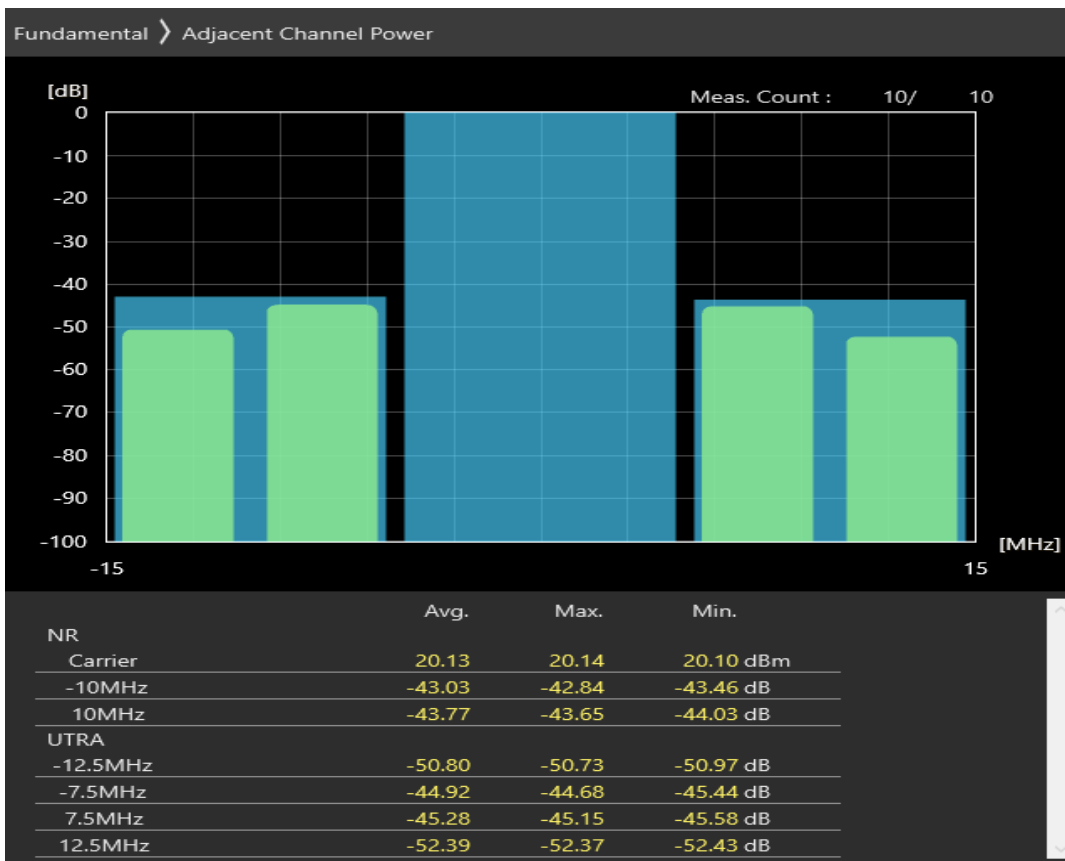 Fundamental 〉 Adjacent Channel Power
[dB]
Meas. Count : 10/ 10
0
-10
-20
-30
-40
-50
-60
-70
-80
-90
-100
[MHz]
-15 15
Avg. Max. Min.
NR
Carrier 20.13 20.14 20.10 dBm
-10MHz -43.03 -42.84 -43.46 dB
10MHz -43.77 -43.65 -44.03 dB
UTRA
-12.5MHz -50.80 -50.73 -50.97 dB
-7.5MHz -44.92 -44.68 -45.44 dB
7.5MHz -45.28 -45.15 -45.58 dB
12.5MHz -52.39 -52.37 -52.43 dB